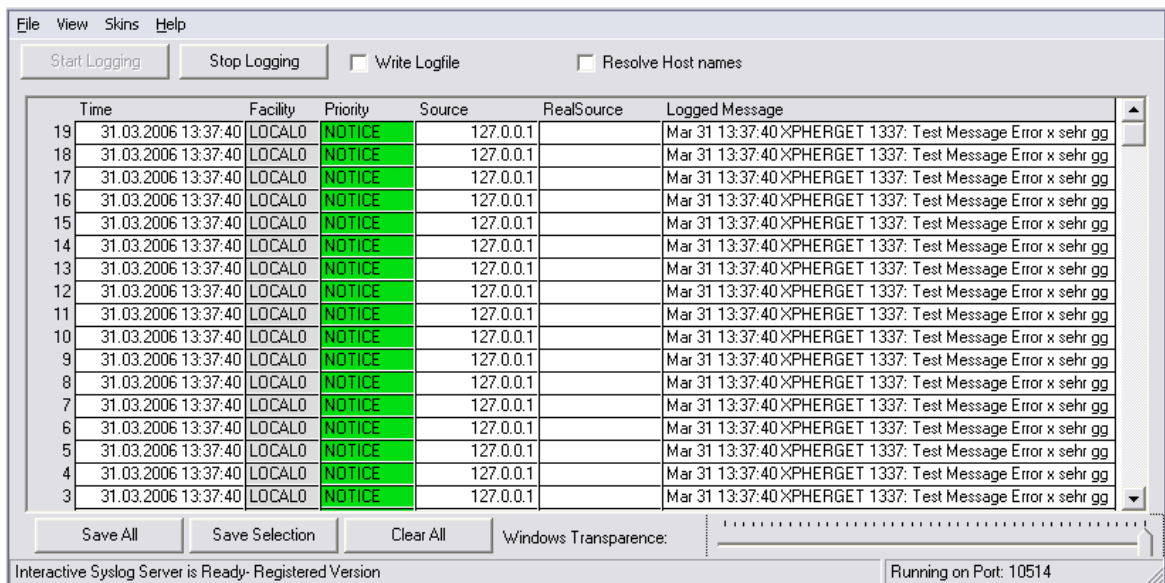 File View Skins Help
Start Logging Stop Logging Write Logfile Resolve Host names
Time Facility Priority Source RealSource Logged Message
19 31.03.2006 13:37:40 LOCAL0 NOTICE 127.0.0.1 Mar 31 13:37:40 XPHERGET 1337: Test Message Error x sehr gg
18 31.03.2006 13:37:40 LOCAL0 NOTICE 127.0.0.1 Mar 31 13:37:40 XPHERGET 1337: Test Message Error x sehr gg
17 31.03.2006 13:37:40 LOCAL0 NOTICE 127.0.0.1 Mar 31 13:37:40 XPHERGET 1337: Test Message Error x sehr gg
16 31.03.2006 13:37:40 LOCAL0 NOTICE 127.0.0.1 Mar 31 13:37:40 XPHERGET 1337: Test Message Error x sehr gg
15 31.03.2006 13:37:40 LOCAL0 NOTICE 127.0.0.1 Mar 31 13:37:40 XPHERGET 1337: Test Message Error x sehr gg
14 31.03.2006 13:37:40 LOCAL0 NOTICE 127.0.0.1 Mar 31 13:37:40 XPHERGET 1337: Test Message Error x sehr gg
13 31.03.2006 13:37:40 LOCAL0 NOTICE 127.0.0.1 Mar 31 13:37:40 XPHERGET 1337: Test Message Error x sehr gg
12 31.03.2006 13:37:40 LOCAL0 NOTICE 127.0.0.1 Mar 31 13:37:40 XPHERGET 1337: Test Message Error x sehr gg
11 31.03.2006 13:37:40 LOCAL0 NOTICE 127.0.0.1 Mar 31 13:37:40 XPHERGET 1337: Test Message Error x sehr gg
10 31.03.2006 13:37:40 LOCAL0 NOTICE 127.0.0.1 Mar 31 13:37:40 XPHERGET 1337: Test Message Error x sehr gg
9 31.03.2006 13:37:40 LOCAL0 NOTICE 127.0.0.1 Mar 31 13:37:40 XPHERGET 1337: Test Message Error x sehr gg
8 31.03.2006 13:37:40 LOCAL0 NOTICE 127.0.0.1 Mar 31 13:37:40 XPHERGET 1337: Test Message Error x sehr gg
7 31.03.2006 13:37:40 LOCAL0 NOTICE 127.0.0.1 Mar 31 13:37:40 XPHERGET 1337: Test Message Error x sehr gg
6 31.03.2006 13:37:40 LOCAL0 NOTICE 127.0.0.1 Mar 31 13:37:40 XPHERGET 1337: Test Message Error x sehr gg
5 31.03.2006 13:37:40 LOCAL0 NOTICE 127.0.0.1 Mar 31 13:37:40 XPHERGET 1337: Test Message Error x sehr gg
4 31.03.2006 13:37:40 LOCAL0 NOTICE 127.0.0.1 Mar 31 13:37:40 XPHERGET 1337: Test Message Error x sehr gg
3 31.03.2006 13:37:40 LOCAL0 NOTICE 127.0.0.1 Mar 31 13:37:40 XPHERGET 1337: Test Message Error x sehr gg
Save All Save Selection Clear All Windows Transparence:
Interactive Syslog Server is Ready- Registered Version Running on Port: 10514